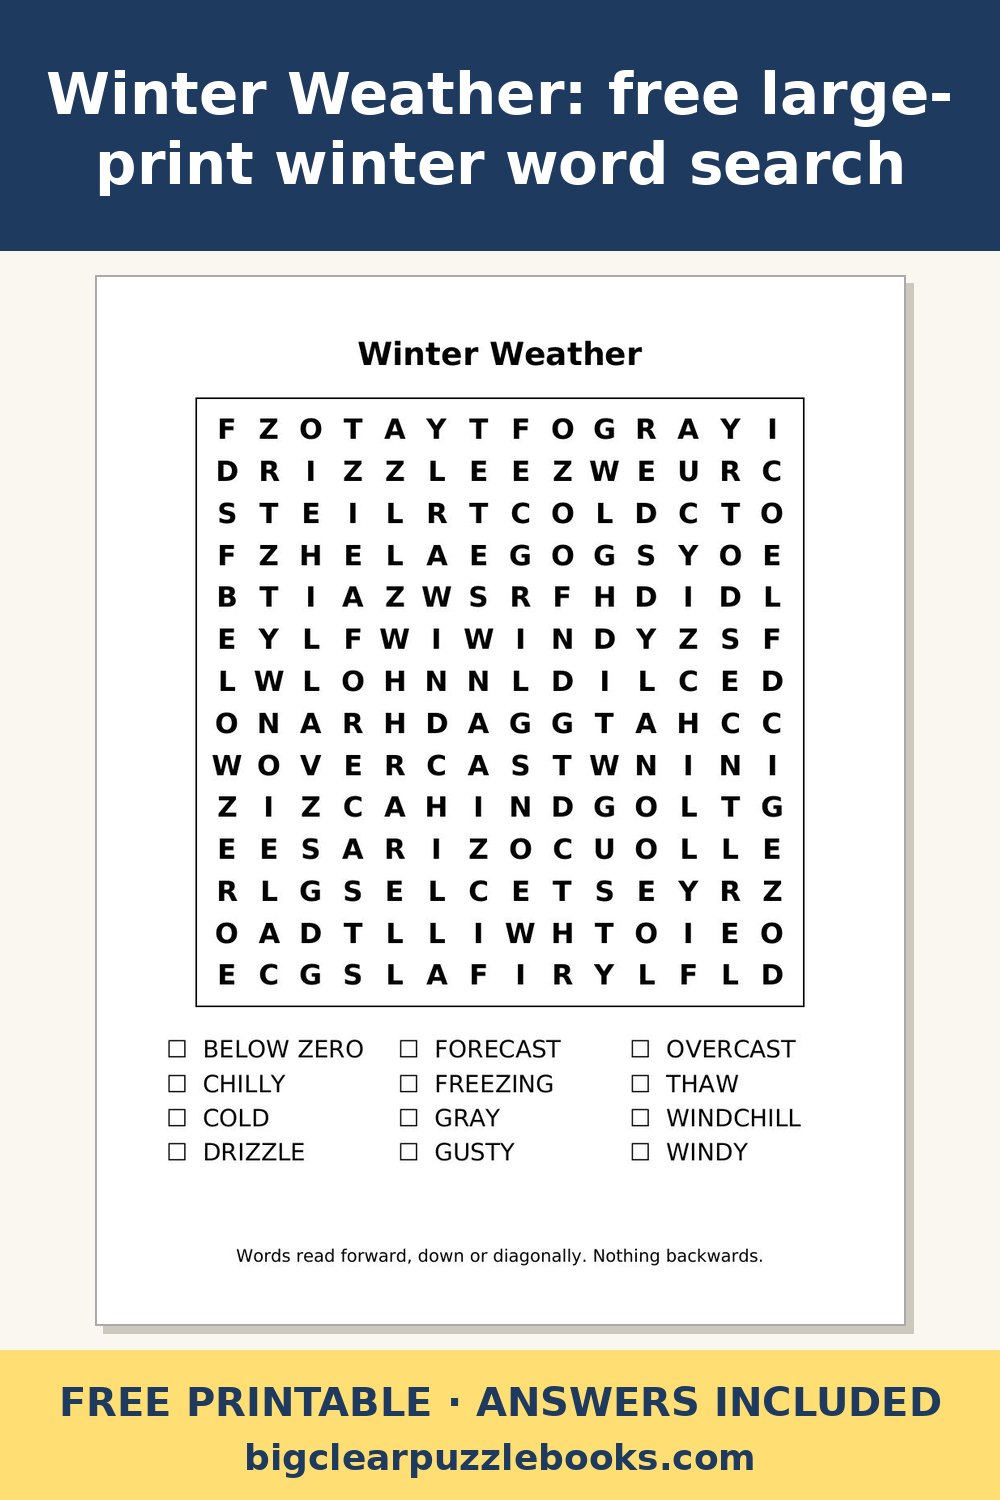 Winter Weather: free large-
print winter word search
Winter Weather
F Z O T A Y T F O G R A Y I
D R I Z Z L E E Z W E U R C
S T E I L R T C O L D C T O
F Z H E L A E G O G S Y O E
B T I A Z W S R F H D I D L
E Y L F W I W I N D Y Z S F
L W L O H N N L D I L C E D
O N A R H D A G G T A H C C
W O V E R C A S T W N I N I
Z I Z C A H I N D G O L T G
E E S A R I Z O C U O L L E
R L G S E L C E T S E Y R Z
O A D T L L I W H T O I E O
E C G S L A F I R Y L F L D
☐ BELOW ZERO ☐ FORECAST ☐ OVERCAST
☐ CHILLY ☐ FREEZING ☐ THAW
☐ COLD ☐ GRAY ☐ WINDCHILL
☐ DRIZZLE ☐ GUSTY ☐ WINDY
Words read forward, down or diagonally. Nothing backwards.
FREE PRINTABLE · ANSWERS INCLUDED
bigclearpuzzlebooks.com